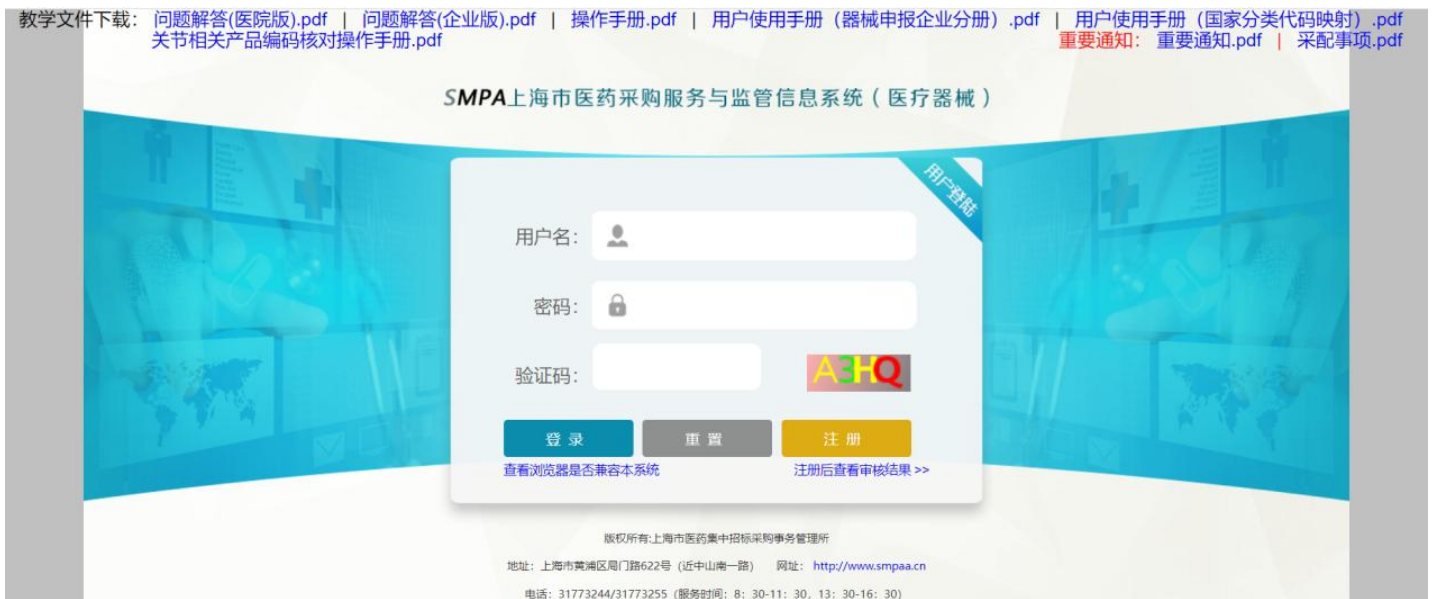 教学文件下载： 问题解答(医院版).pdf | 问题解答(企业版).pdf | 操作手册.pdf | 用户使用手册（器械申报企业分册）.pdf | 用户使用手册（国家分类代码映射）.pdf
关节相关产品编码核对操作手册.pdf 重要通知： 重要通知.pdf | 采配事项.pdf
SMPA上海市医药采购服务与监管信息系统（医疗器械）
用户登陆
用户名：
密码：
验证码： A3HQ
登 录 重 置 注 册
查看浏览器是否兼容本系统 注册后查看审核结果 >>
版权所有:上海市医药集中招标采购事务管理所
地址：上海市黄浦区局门路622号（近中山南一路） 网址： http://www.smpaa.cn
电话：31773244/31773255（服务时间：8：30-11：30，13：30-16：30）